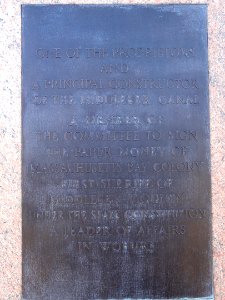 ONE OF THE PROPRIETORS
AND
A PRINCIPAL CONSTRUCTOR
OF THE MIDDLESEX CANAL
A MEMBER OF
THE COMMITTEE TO SIGN
THE PAPER MONEY OF
MASSACHUSETTS BAY COLONY
FIRST SHERIFF OF
MIDDLESEX COUNTY
UNDER THE STATE CONSTITUTION
A LEADER OF AFFAIRS
IN WOBURN